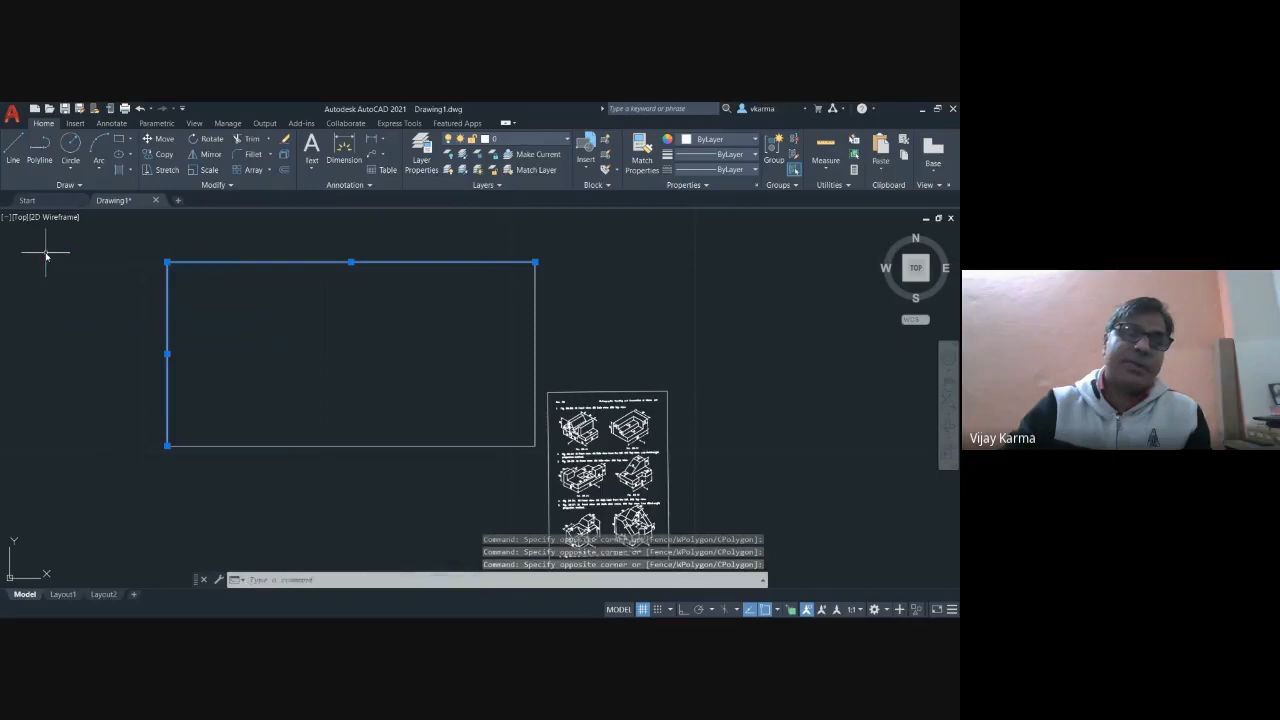 Autodesk AutoCAD 2021 Drawing1.dwg
Type a keyword or phrase
vkarma
Home Insert Annotate Parametric View Manage Output Add-ins Collaborate Express Tools Featured Apps
Line Polyline Circle Arc
Move Rotate Trim
Copy Mirror Fillet
Stretch Scale Array
Text Dimension Table
Layer Properties
0
Make Current
Match Layer
Insert
Match Properties
ByLayer
ByLayer
ByLayer
Group
Measure
Paste
Base
Draw Modify Annotation Layers Block Properties Groups Utilities Clipboard View
Start Drawing1*
[−][Top][2D Wireframe]
N
W TOP E
S
WCS
Vijay Karma
Y
X
Command: Specify opposite corner or [Fence/WPolygon/CPolygon]:
Command: Specify opposite corner or [Fence/WPolygon/CPolygon]:
Command: Specify opposite corner or [Fence/WPolygon/CPolygon]:
Type a command
Model Layout1 Layout2 +
MODEL 1:1